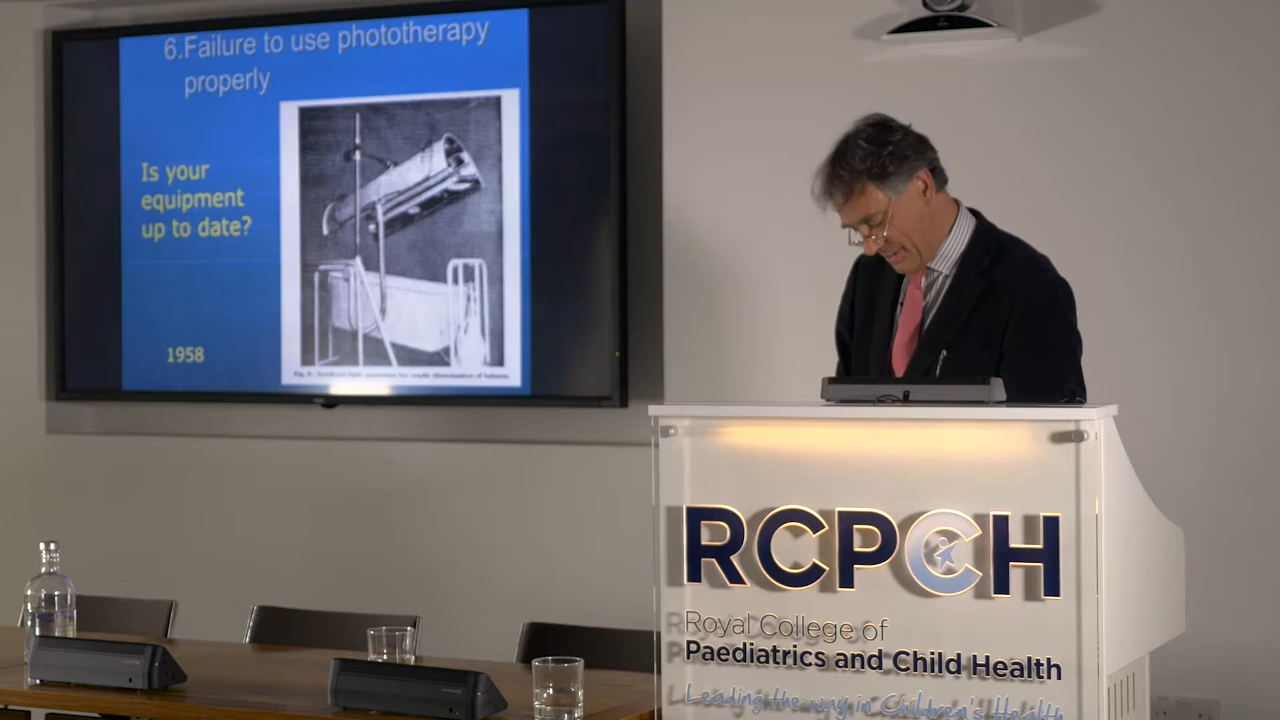 6.Failure to use phototherapy
properly
Is your
equipment
up to date?
1958
RCPCH
Royal College of
Paediatrics and Child Health
Leading the way in Children's Health